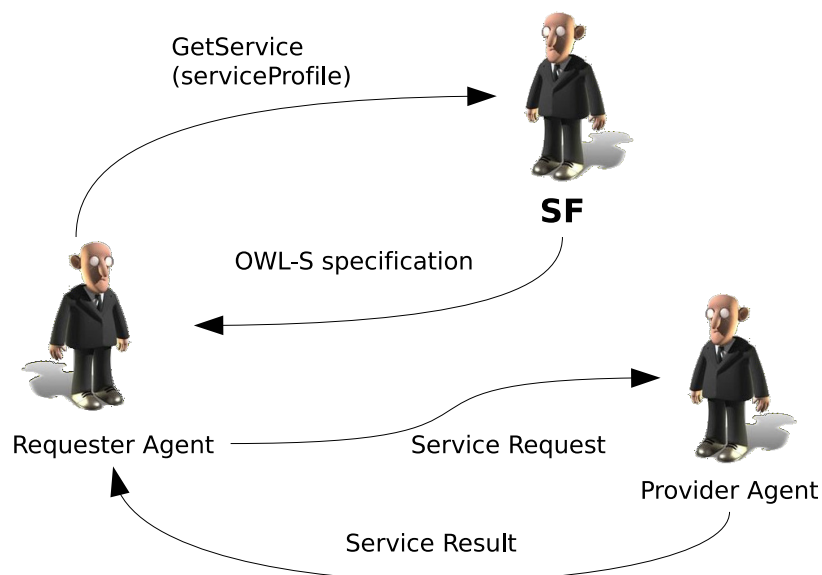 GetService
(serviceProfile)
SF
OWL-S specification
Requester Agent
Service Request
Provider Agent
Service Result